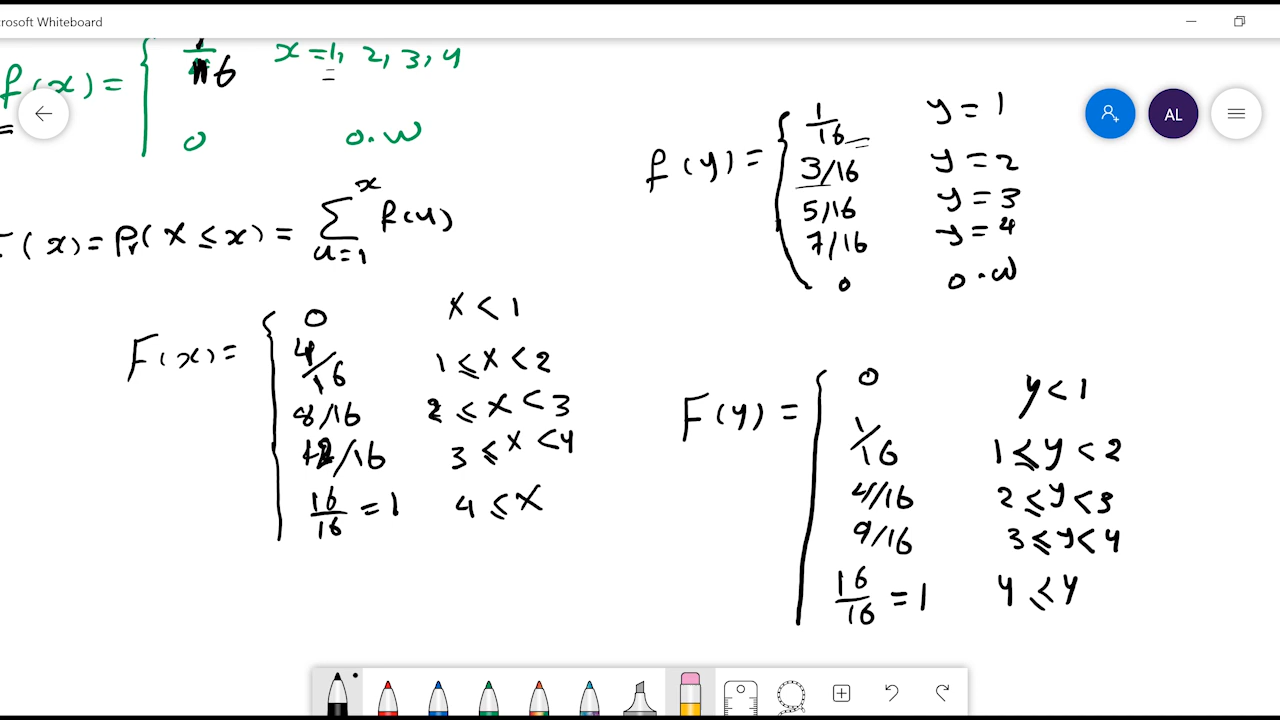 rosoft Whiteboard
f(x) = { 16 x = 1, 2, 3, 4
0 o.w
F(x) = Pr(X ≤ x) = ∑_{u=1}^{x} f(u)
F(x) = { 0 x < 1
4/16 1 ≤ x < 2
8/16 2 ≤ x < 3
12/16 3 ≤ x < 4
16/16 = 1 4 ≤ x
f(y) = { 1/16 y = 1
3/16 y = 2
5/16 y = 3
7/16 y = 4
0 o.w
AL
F(y) = { 0 y < 1
1/16 1 ≤ y < 2
4/16 2 ≤ y < 3
9/16 3 ≤ y < 4
16/16 = 1 4 ≤ y